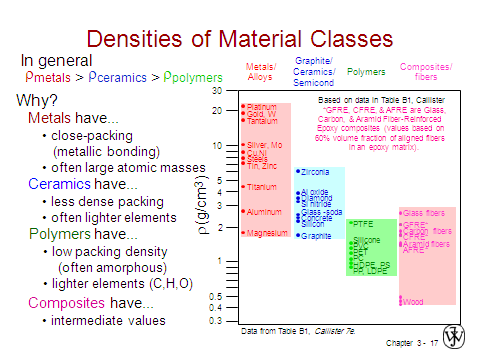 Densities of Material Classes
In general
ρmetals > ρceramics > ρpolymers
Why?
Metals have...
• close-packing
(metallic bonding)
• often large atomic masses
Ceramics have...
• less dense packing
• often lighter elements
Polymers have...
• low packing density
(often amorphous)
• lighter elements (C,H,O)
Composites have...
• intermediate values
Metals/
Alloys
Graphite/
Ceramics/
Semicond
Polymers
Composites/
fibers
ρ (g/cm3)
30
20
10
5
4
3
2
1
0.5
0.4
0.3
Based on data in Table B1, Callister
*GFRE, CFRE, & AFRE are Glass,
Carbon, & Aramid Fiber-Reinforced
Epoxy composites (values based on
60% volume fraction of aligned fibers
in an epoxy matrix).
Platinum
Gold, W
Tantalum
Silver, Mo
Cu,Ni
Steels
Tin, Zinc
Titanium
Aluminum
Magnesium
Zirconia
Al oxide
Diamond
Si nitride
Glass-soda
Concrete
Silicon
Graphite
PTFE
Silicone
PVC
PET
PC
HDPE, PS
PP, LDPE
Glass fibers
GFRE*
Carbon fibers
CFRE*
Aramid fibers
AFRE*
Wood
Data from Table B1, Callister 7e.
Chapter 3 - 17